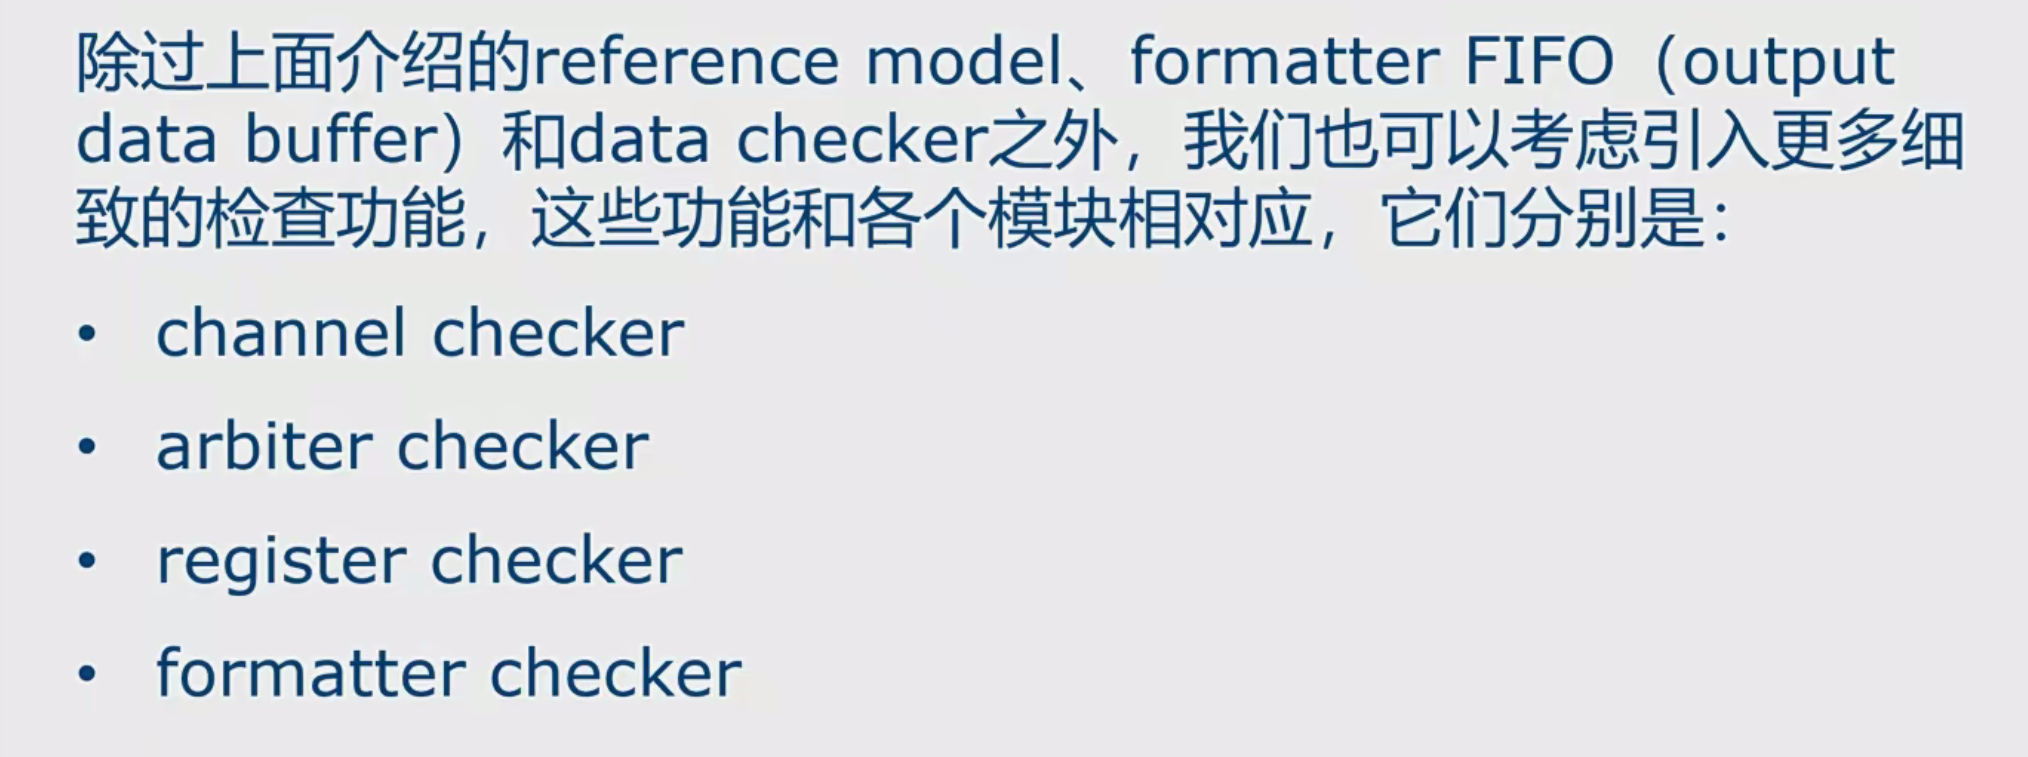 除过上面介绍的reference model、formatter FIFO（output
data buffer）和data checker之外，我们也可以考虑引入更多细
致的检查功能，这些功能和各个模块相对应，它们分别是：
• channel checker
• arbiter checker
• register checker
• formatter checker